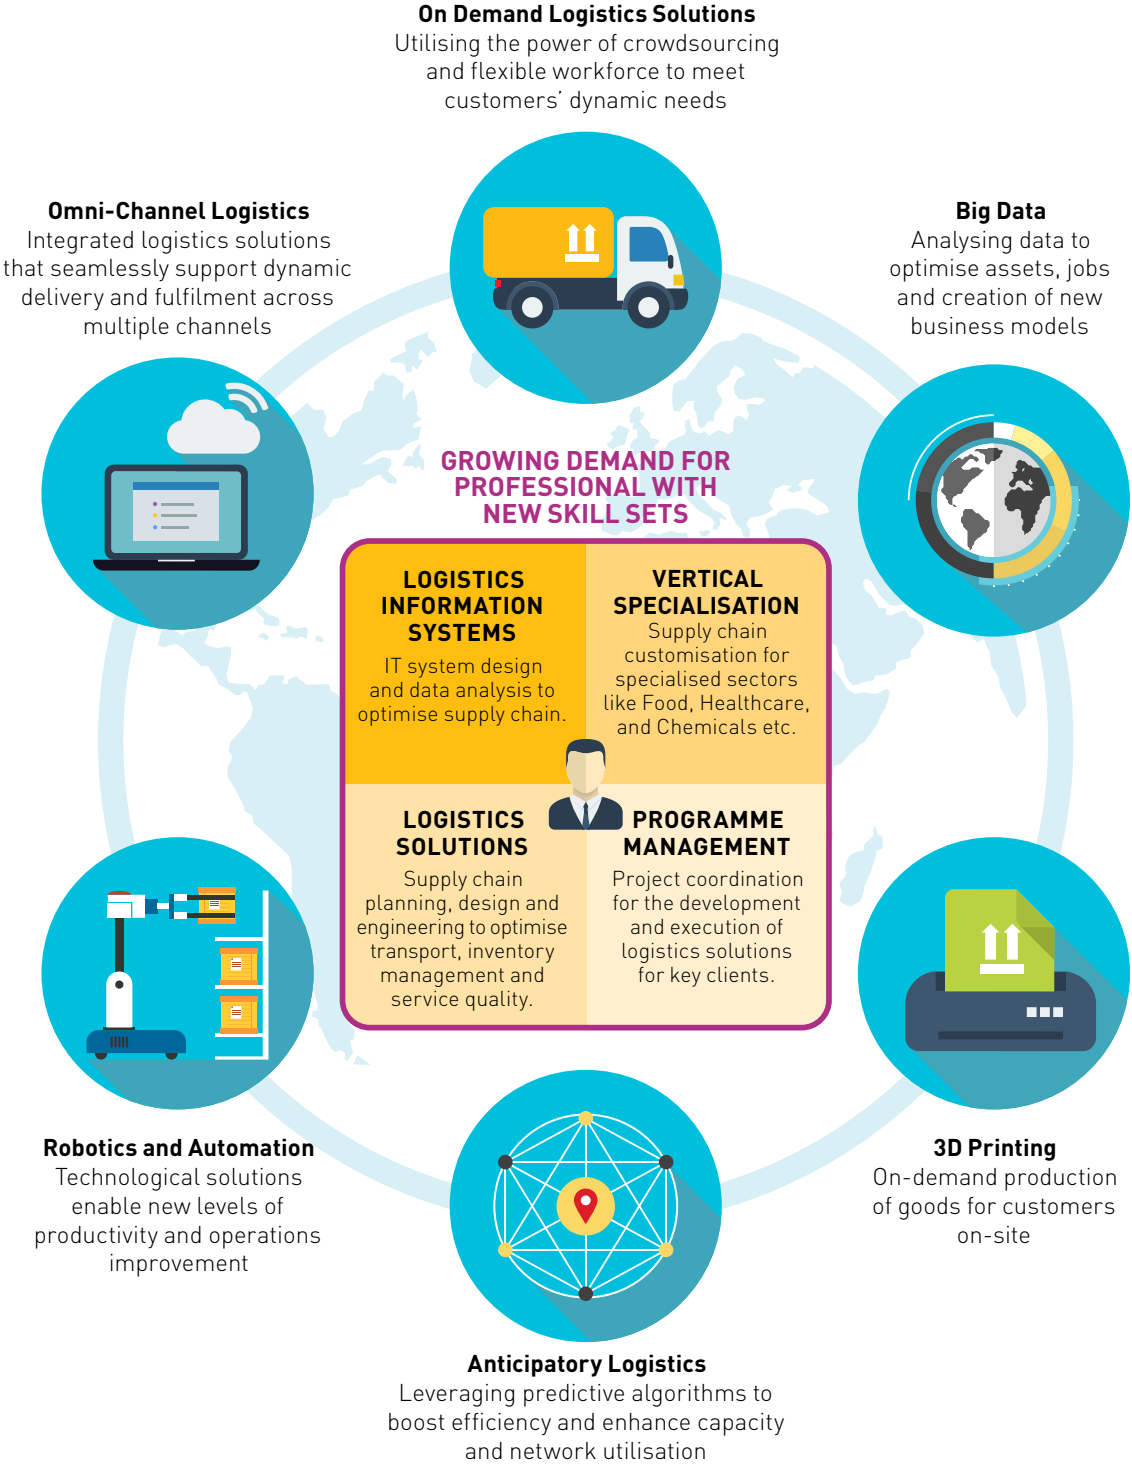 On Demand Logistics Solutions
Utilising the power of crowdsourcing
and flexible workforce to meet
customers’ dynamic needs
Omni-Channel Logistics
Integrated logistics solutions
that seamlessly support dynamic
delivery and fulfilment across
multiple channels
Big Data
Analysing data to
optimise assets, jobs
and creation of new
business models
GROWING DEMAND FOR
PROFESSIONAL WITH
NEW SKILL SETS
LOGISTICS
INFORMATION
SYSTEMS
IT system design
and data analysis to
optimise supply chain.
VERTICAL
SPECIALISATION
Supply chain
customisation for
specialised sectors
like Food, Healthcare,
and Chemicals etc.
LOGISTICS
SOLUTIONS
Supply chain
planning, design and
engineering to optimise
transport, inventory
management and
service quality.
PROGRAMME
MANAGEMENT
Project coordination
for the development
and execution of
logistics solutions
for key clients.
Robotics and Automation
Technological solutions
enable new levels of
productivity and operations
improvement
3D Printing
On-demand production
of goods for customers
on-site
Anticipatory Logistics
Leveraging predictive algorithms to
boost efficiency and enhance capacity
and network utilisation